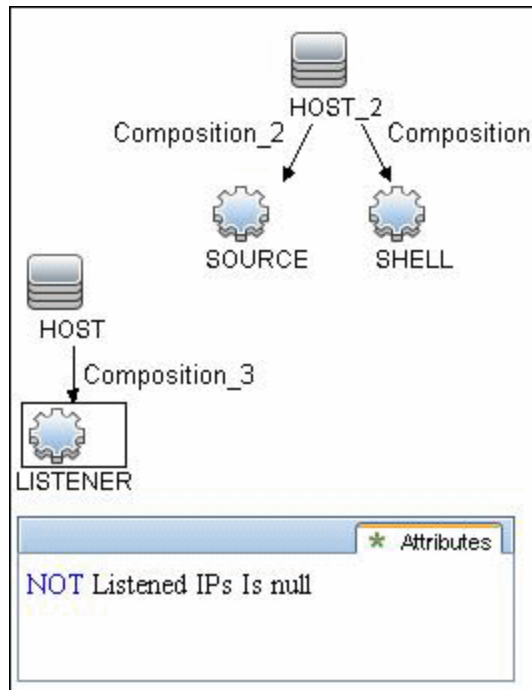 HOST_2
Composition_2 Composition
SOURCE SHELL
HOST
Composition_3
LISTENER
* Attributes
NOT Listened IPs Is null